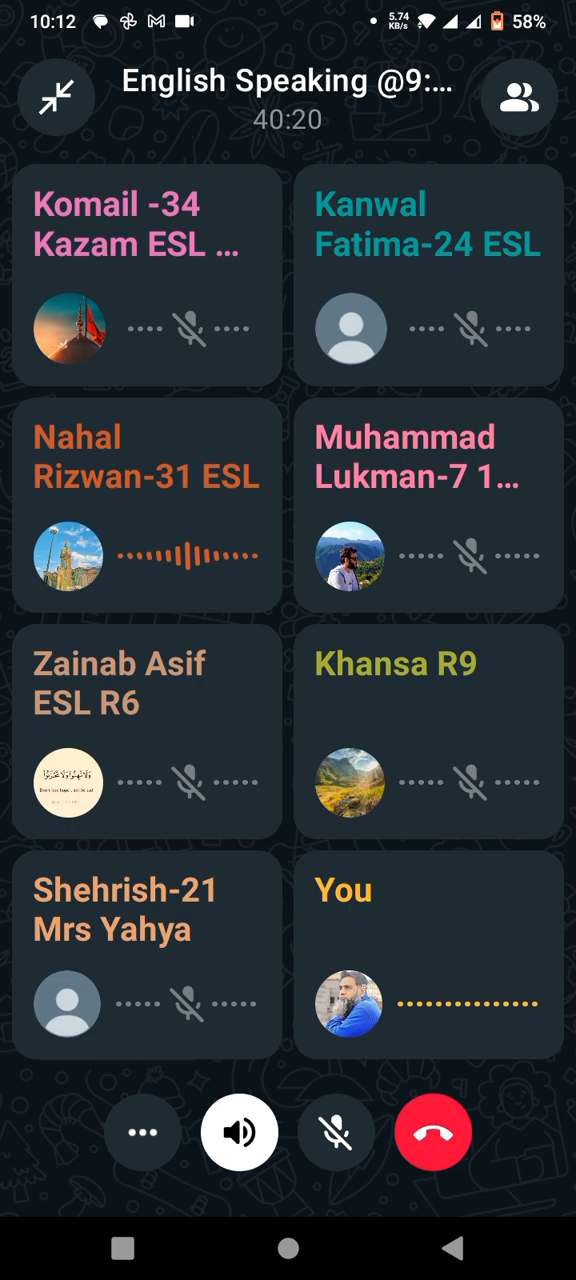 10:12
5.74
KB/s
58%
English Speaking @9:...
40:20
Komail -34
Kazam ESL ...
Kanwal
Fatima-24 ESL
Nahal
Rizwan-31 ESL
Muhammad
Lukman-7 1...
Zainab Asif
ESL R6
Khansa R9
Shehrish-21
Mrs Yahya
You